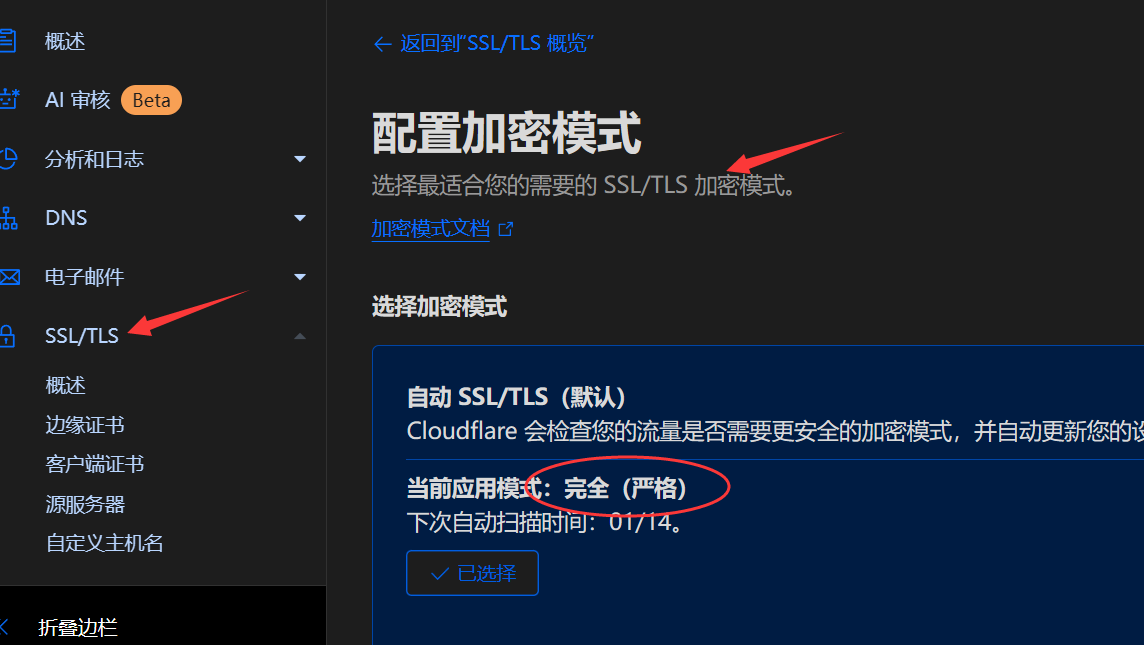 概述
AI 审核 Beta
分析和日志
DNS
电子邮件
SSL/TLS
概述
边缘证书
客户端证书
源服务器
自定义主机名
折叠边栏
← 返回到“SSL/TLS 概览”
配置加密模式
选择最适合您的需要的 SSL/TLS 加密模式。
加密模式文档
选择加密模式
自动 SSL/TLS（默认）
Cloudflare 会检查您的流量是否需要更安全的加密模式，并自动更新您的设
当前应用模式：完全（严格）
下次自动扫描时间：01/14。
已选择